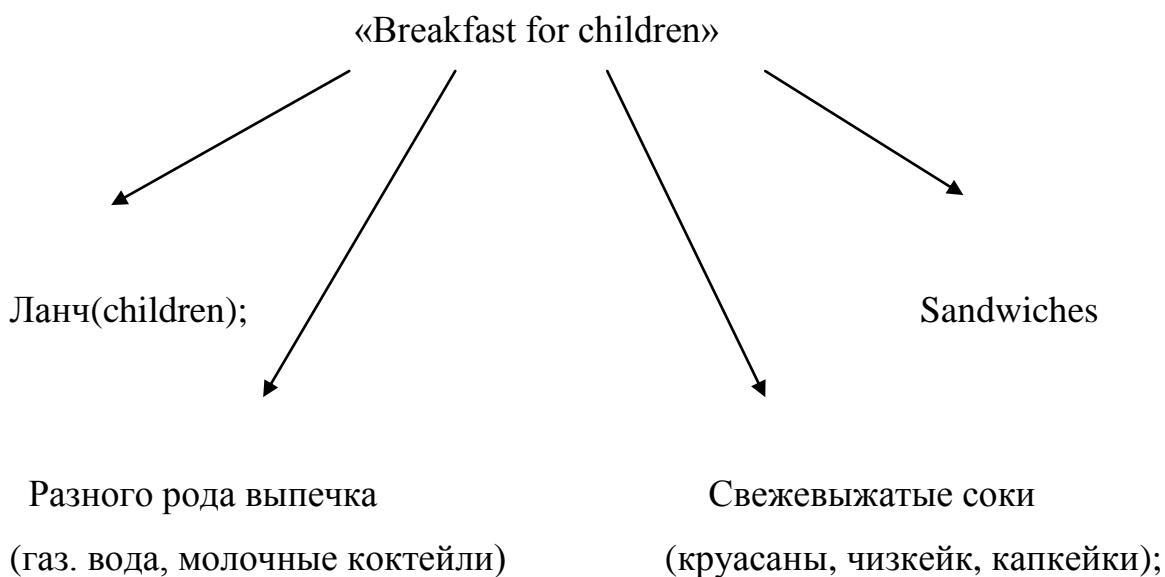 «Breakfast for children»
Ланч(children);
Sandwiches
Разного рода выпечка
(газ. вода, молочные коктейли)
Свежевыжатые соки
(круасаны, чизкейк, капкейки);